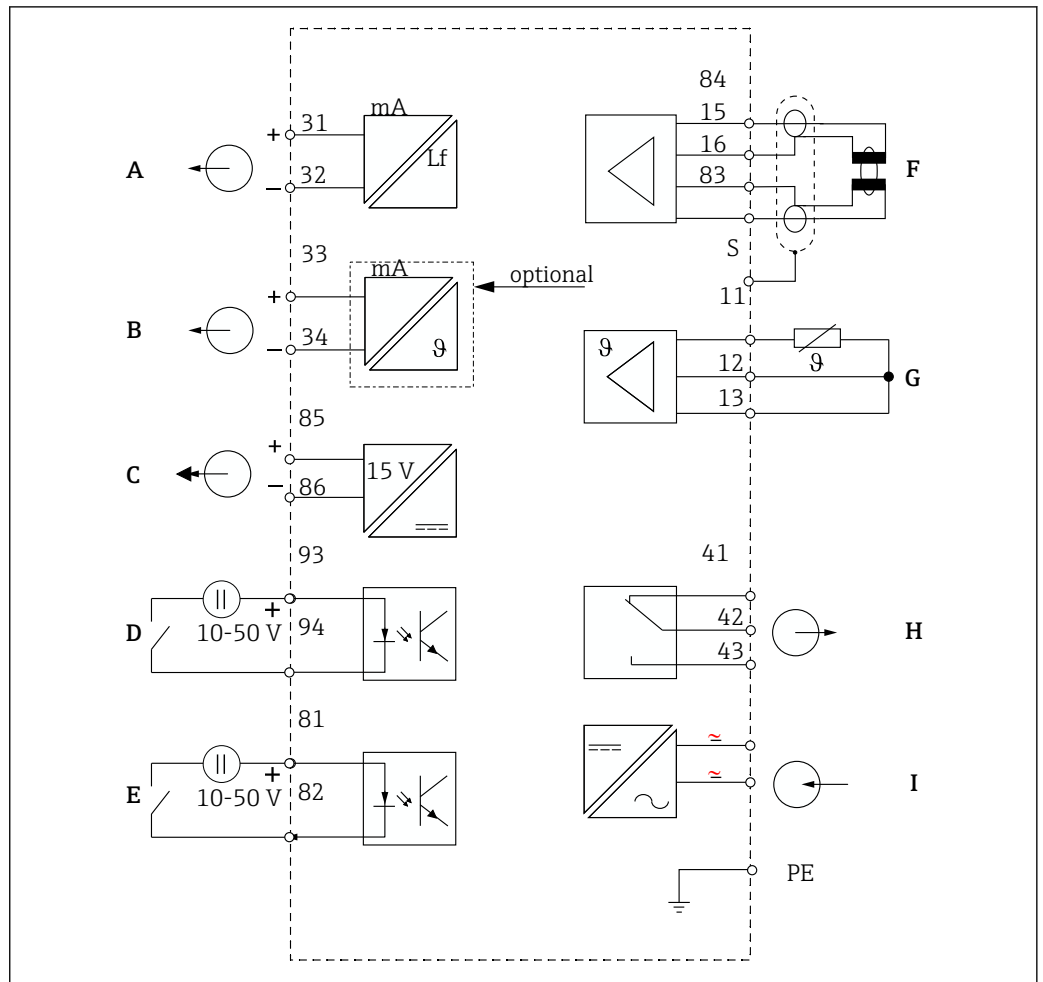 84
mA
31
15
+
A
Lf
16
F
−
32
83
33
S
mA
optional
+
11
B
−
34
ϑ
ϑ
12
ϑ
G
13
85
+
C
15 V
−
86
93
41
+
42
D
10-50 V
94
H
43
81
~
+
~
E
10-50 V
82
I
PE